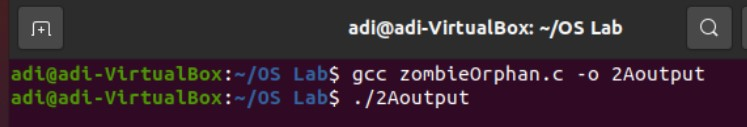 adi@adi-VirtualBox: ~/OS Lab
adi@adi-VirtualBox:~/OS Lab$ gcc zombieOrphan.c -o 2Aoutput
adi@adi-VirtualBox:~/OS Lab$ ./2Aoutput